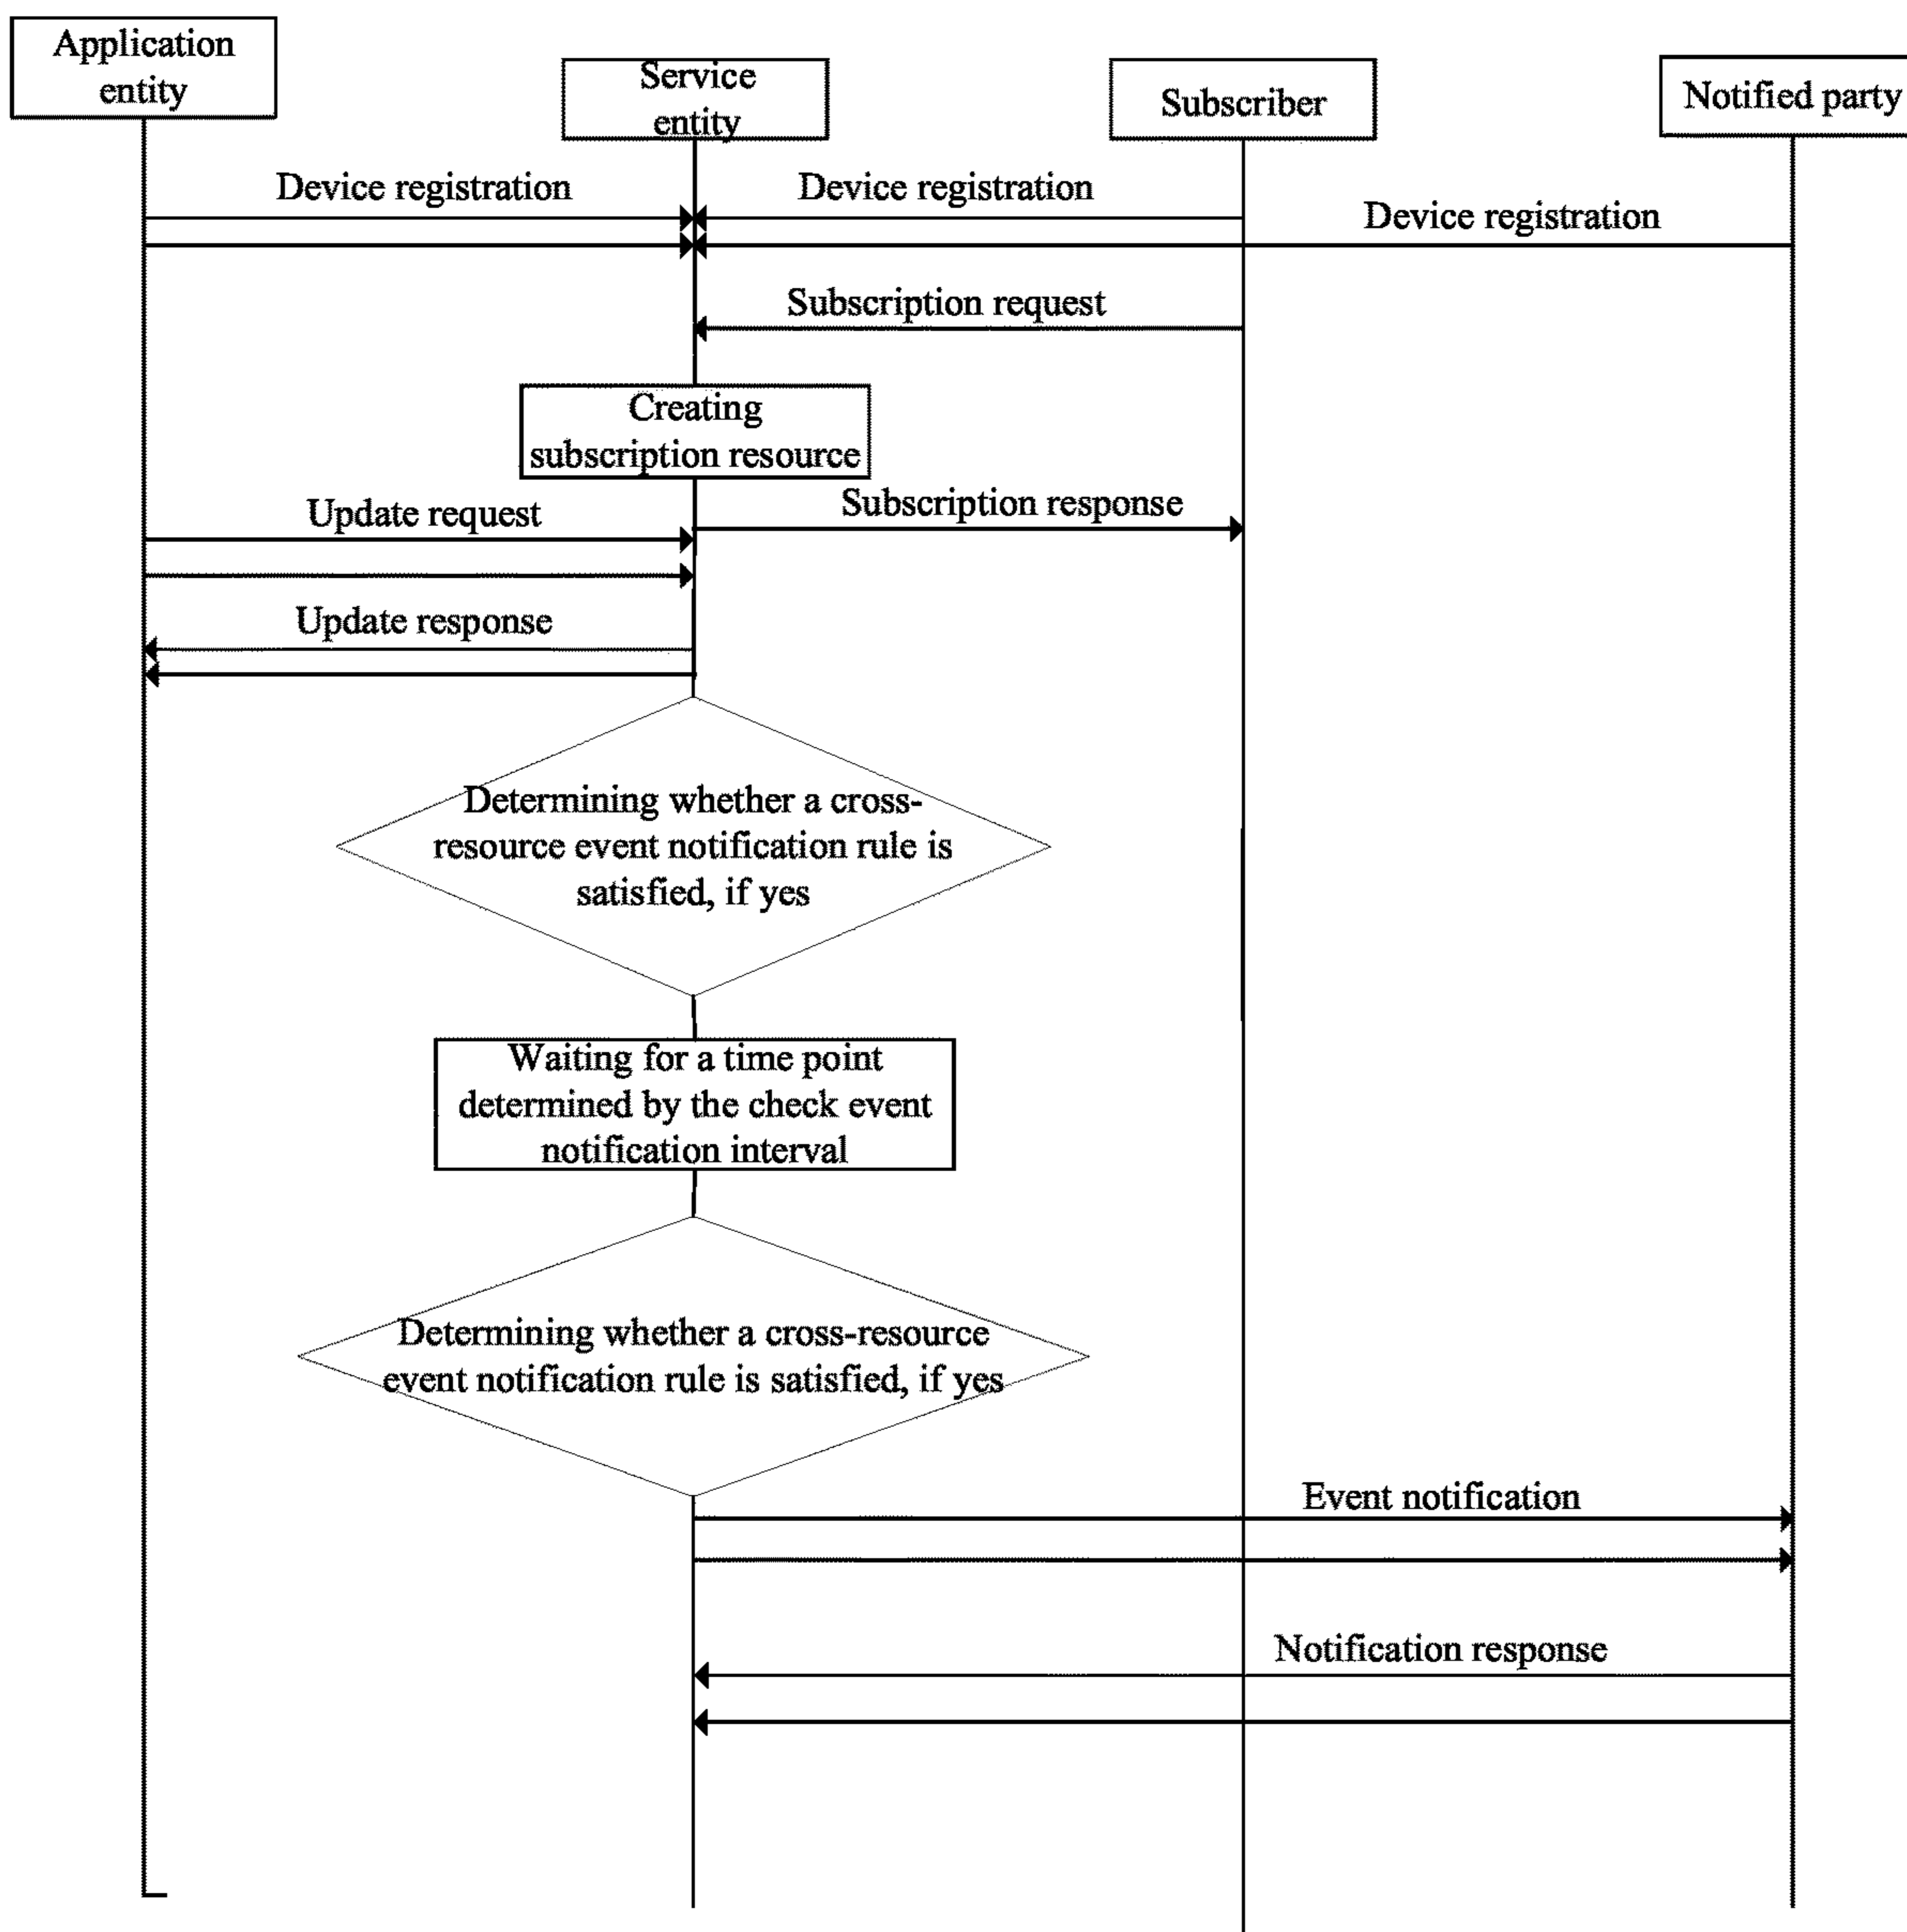 Application
entity
Service
entity
Subscriber
Notified party
Device registration
Device registration
Device registration
Subscription request
Creating
subscription resource
Subscription response
Update request
Update response
Determining whether a cross-
resource event notification rule is
satisfied, if yes
Waiting for a time point
determined by the check event
notification interval
Determining whether a cross-resource
event notification rule is satisfied, if yes
Event notification
Notification response